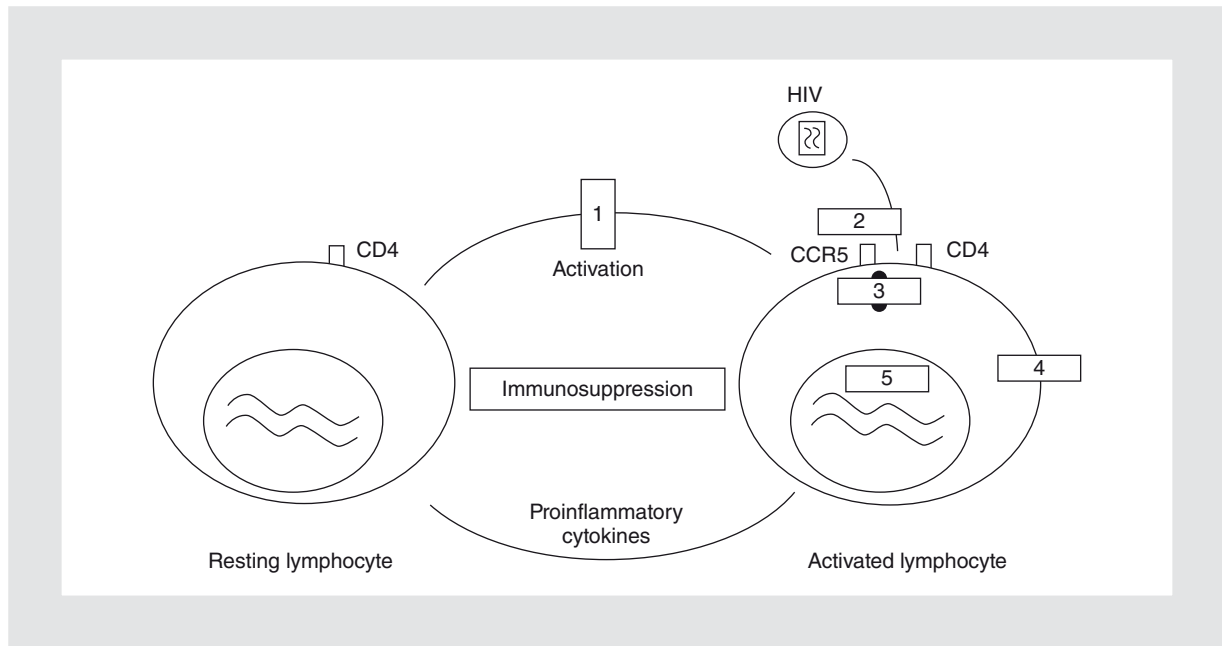 HIV
1
2
CD4
CCR5
CD4
Activation
3
4
5
Immunosuppression
Proinflammatory
cytokines
Resting lymphocyte
Activated lymphocyte